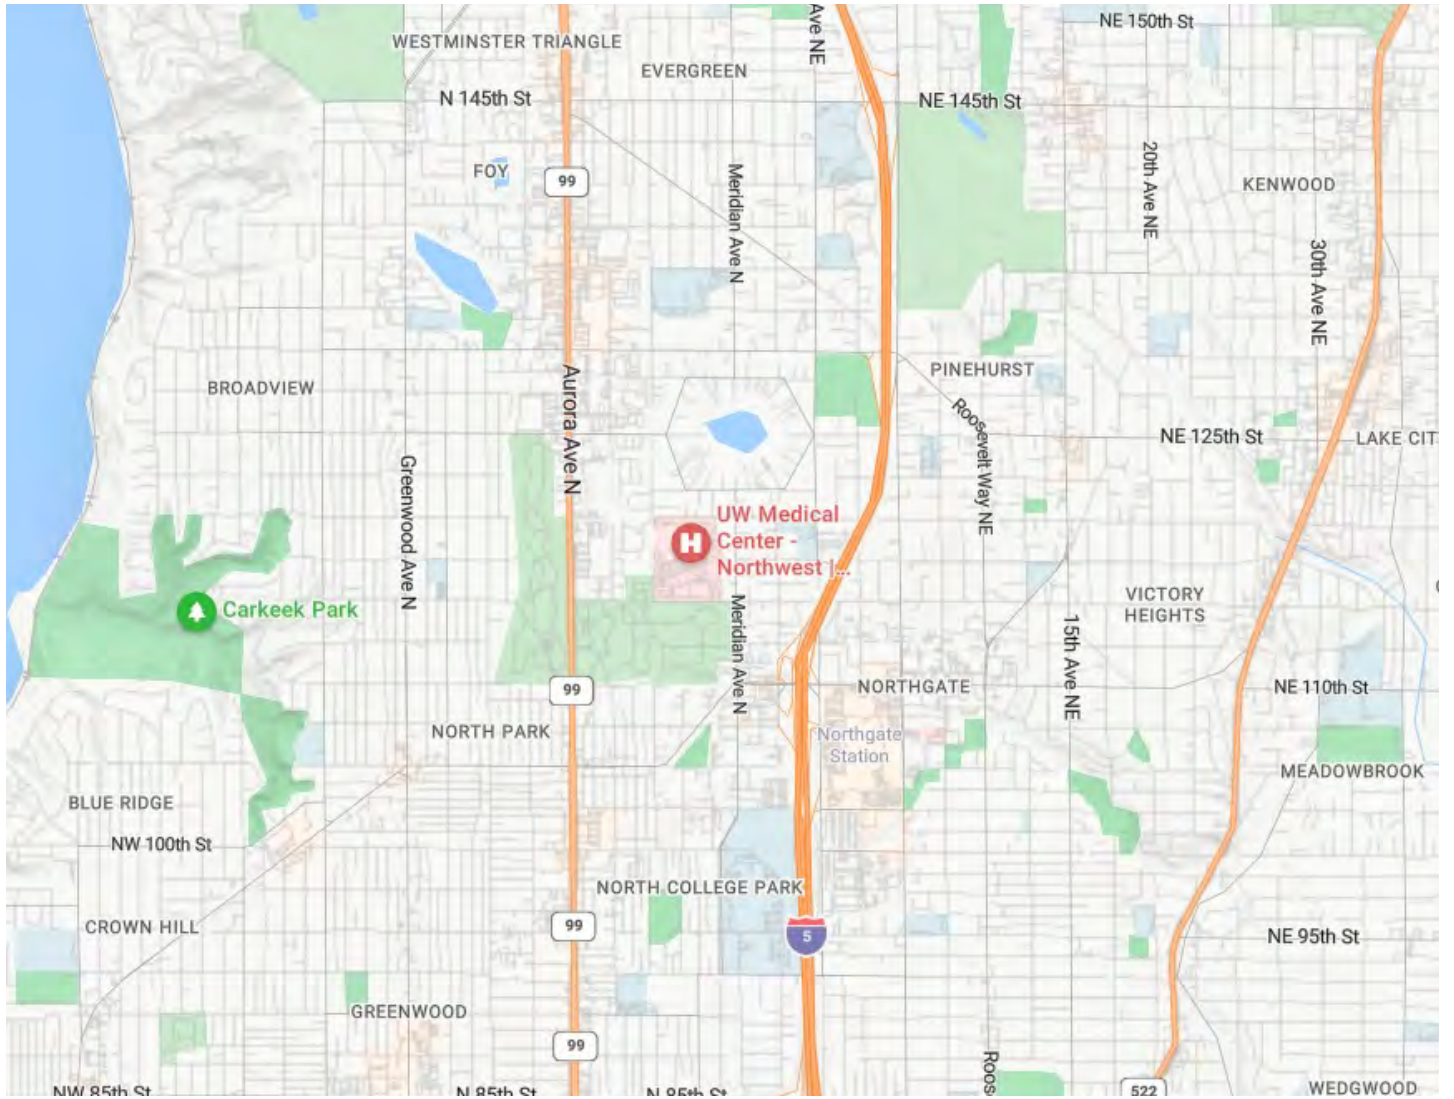 Ave NE
NE 150th St
WESTMINSTER TRIANGLE
EVERGREEN
N 145th St
NE 145th St
FOY
99
Meridian Ave N
20th Ave NE
KENWOOD
30th Ave NE
BROADVIEW
Aurora Ave N
PINEHURST
Roosevelt Way NE
NE 125th St
LAKE CIT
Greenwood Ave N
UW Medical
Center -
Northwest |...
Carkeek Park
Meridian Ave N
VICTORY
HEIGHTS
15th Ave NE
99
NORTHGATE
NE 110th St
NORTH PARK
Northgate
Station
MEADOWBROOK
BLUE RIDGE
NW 100th St
NORTH COLLEGE PARK
CROWN HILL
99
5
NE 95th St
GREENWOOD
99
Roos
522
WEDGWOOD
NW 85th St
N 85th St
N 85th St